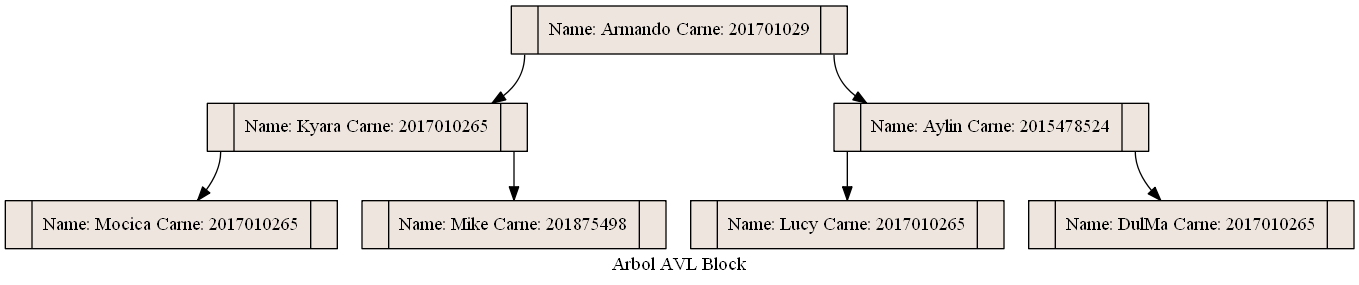 Name: Armando Carne: 201701029
Name: Kyara Carne: 2017010265
Name: Aylin Carne: 2015478524
Name: Mocica Carne: 2017010265
Name: Mike Carne: 201875498
Name: Lucy Carne: 2017010265
Name: DulMa Carne: 2017010265
Arbol AVL Block